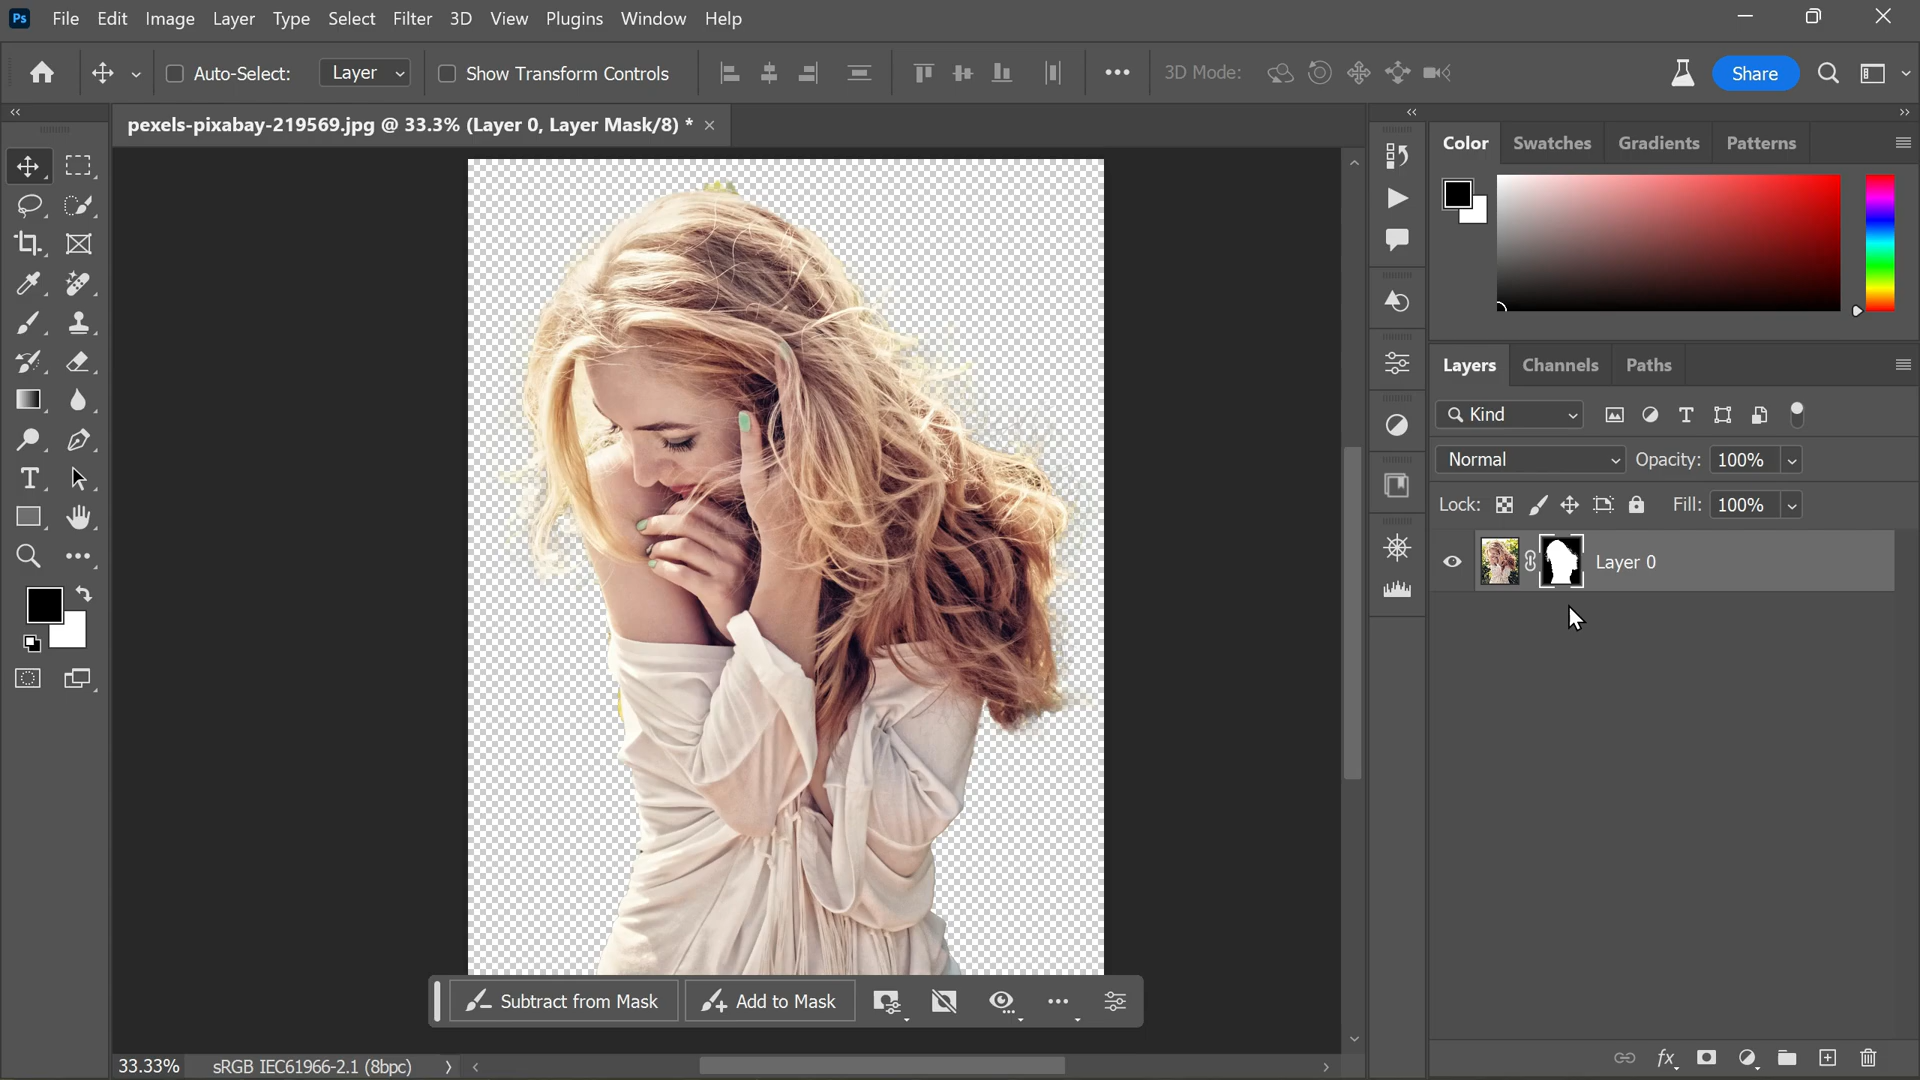 Ps File Edit Image Layer Type Select Filter 3D View Plugins Window Help
Auto-Select: Layer Show Transform Controls 3D Mode: Share
pexels-pixabay-219569.jpg @ 33.3% (Layer 0, Layer Mask/8) *
Color Swatches Gradients Patterns
Layers Channels Paths
Kind
Normal Opacity: 100%
Lock: Fill: 100%
Layer 0
Subtract from Mask Add to Mask
33.33% sRGB IEC61966-2.1 (8bpc)
fx